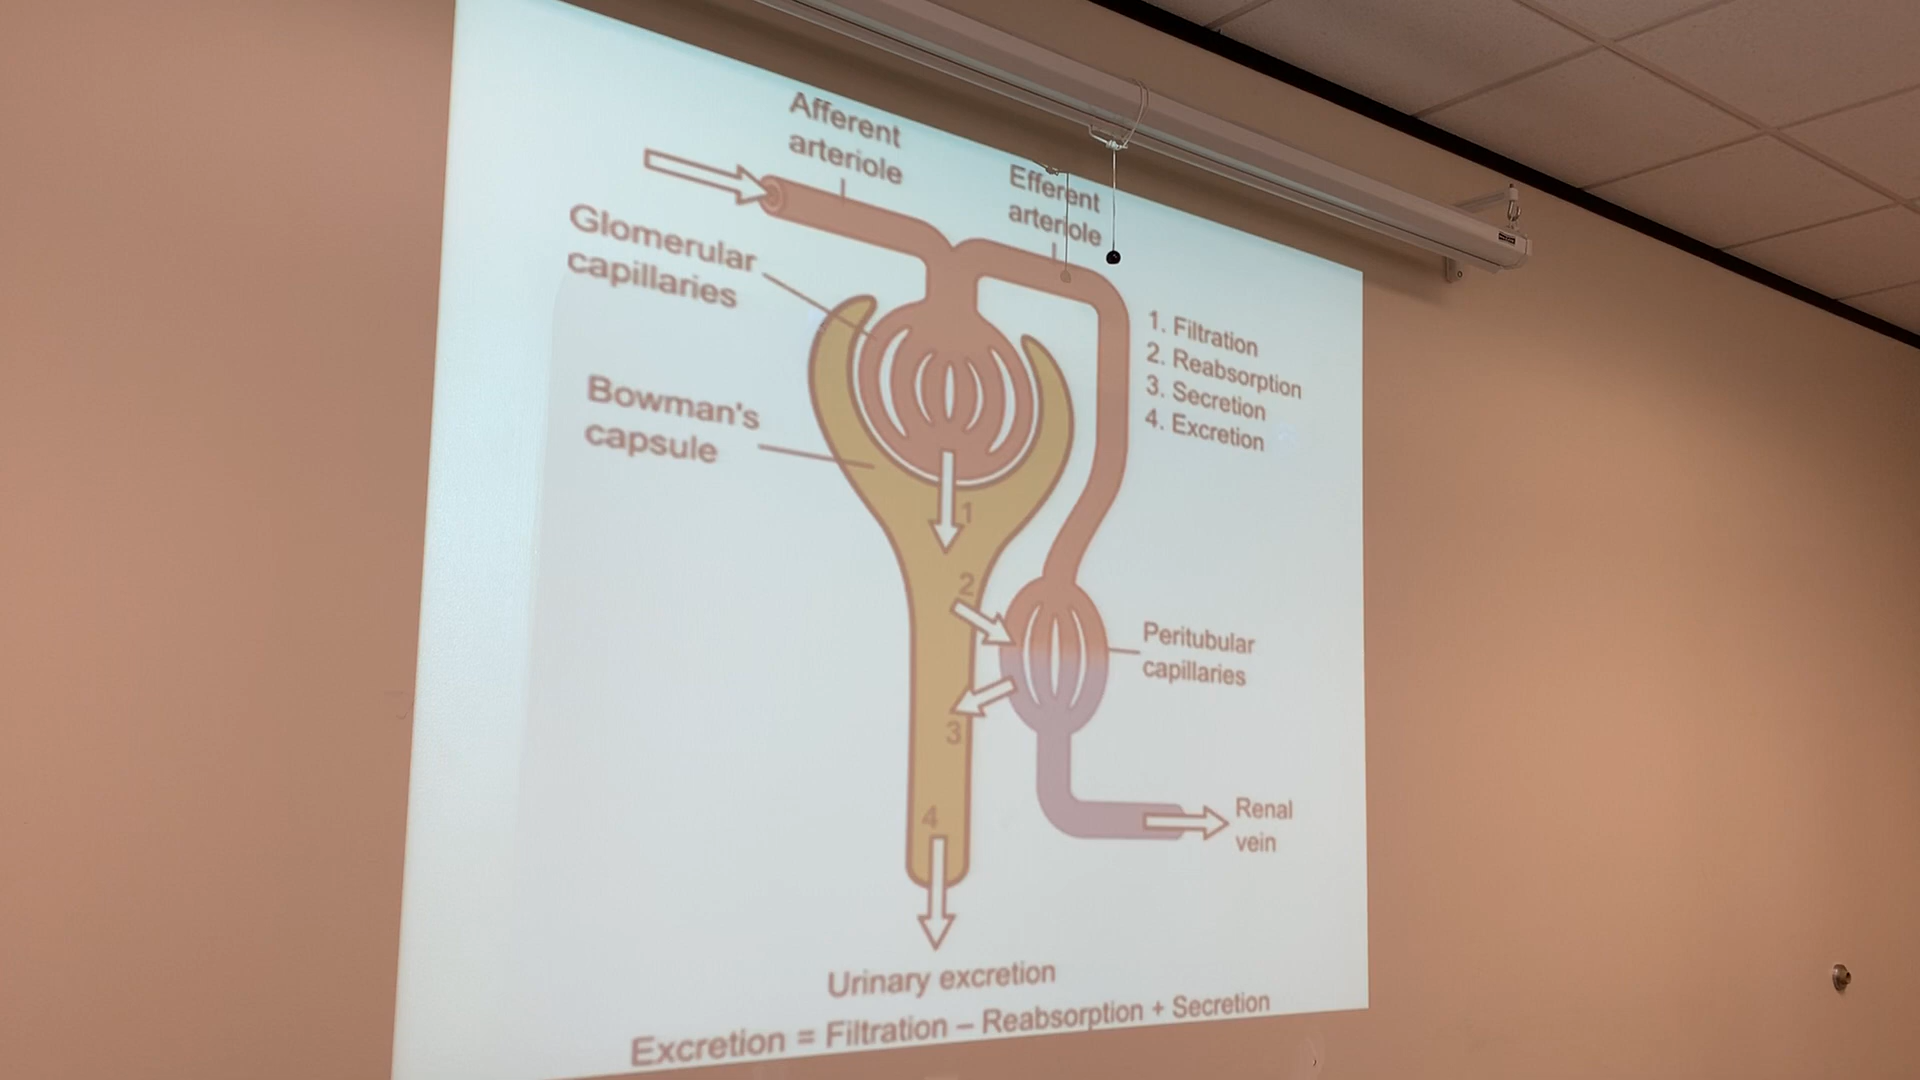 Afferent
arteriole
Efferent
arteriole
Glomerular
capillaries
Bowman's
capsule
1. Filtration
2. Reabsorption
3. Secretion
4. Excretion
1
2
3
4
Peritubular
capillaries
Renal
vein
Urinary excretion
Excretion = Filtration – Reabsorption + Secretion